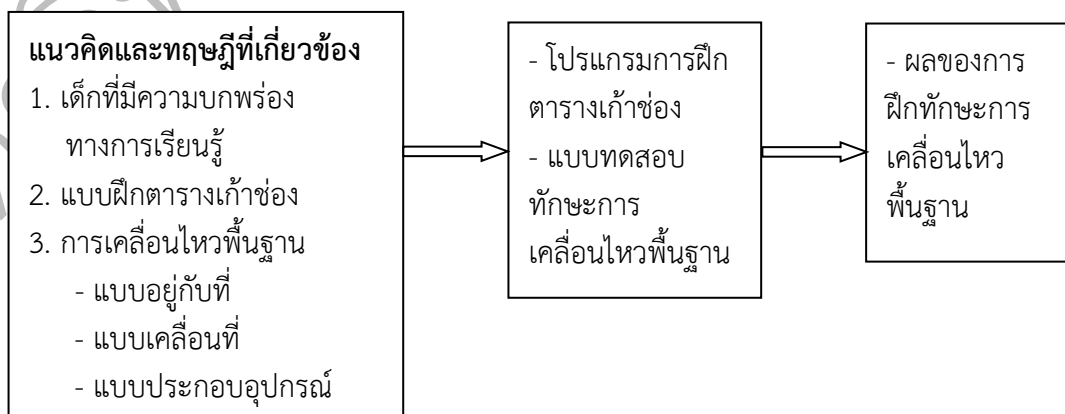 แนวคิดและทฤษฎีที่เกี่ยวข้อง
1. เด็กที่มีความบกพร่อง
ทางการเรียนรู้
2. แบบฝึกตารางเก้าช่อง
3. การเคลื่อนไหวพื้นฐาน
- แบบอยู่กับที่
- แบบเคลื่อนที่
- แบบประกอบอุปกรณ์
- โปรแกรมการฝึก
ตารางเก้าช่อง
- แบบทดสอบ
ทักษะการ
เคลื่อนไหวพื้นฐาน
- ผลของการ
ฝึกทักษะการ
เคลื่อนไหว
พื้นฐาน